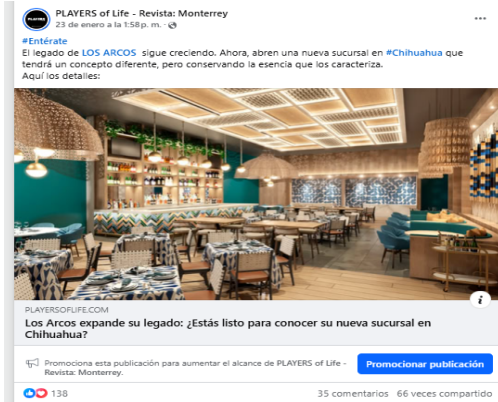 PLAYERS of Life - Revista: Monterrey
23 de enero a la 1:58 p. m. ·
#Entérate
El legado de LOS ARCOS sigue creciendo. Ahora, abren una nueva sucursal en #Chihuahua que
tendrá un concepto diferente, pero conservando la esencia que los caracteriza.
Aquí los detalles:
PLAYERSOFLIFE.COM
Los Arcos expande su legado: ¿Estás listo para conocer su nueva sucursal en
Chihuahua?
Promociona esta publicación para aumentar el alcance de PLAYERS of Life -
Revista: Monterrey.
Promocionar publicación
138
35 comentarios 66 veces compartido